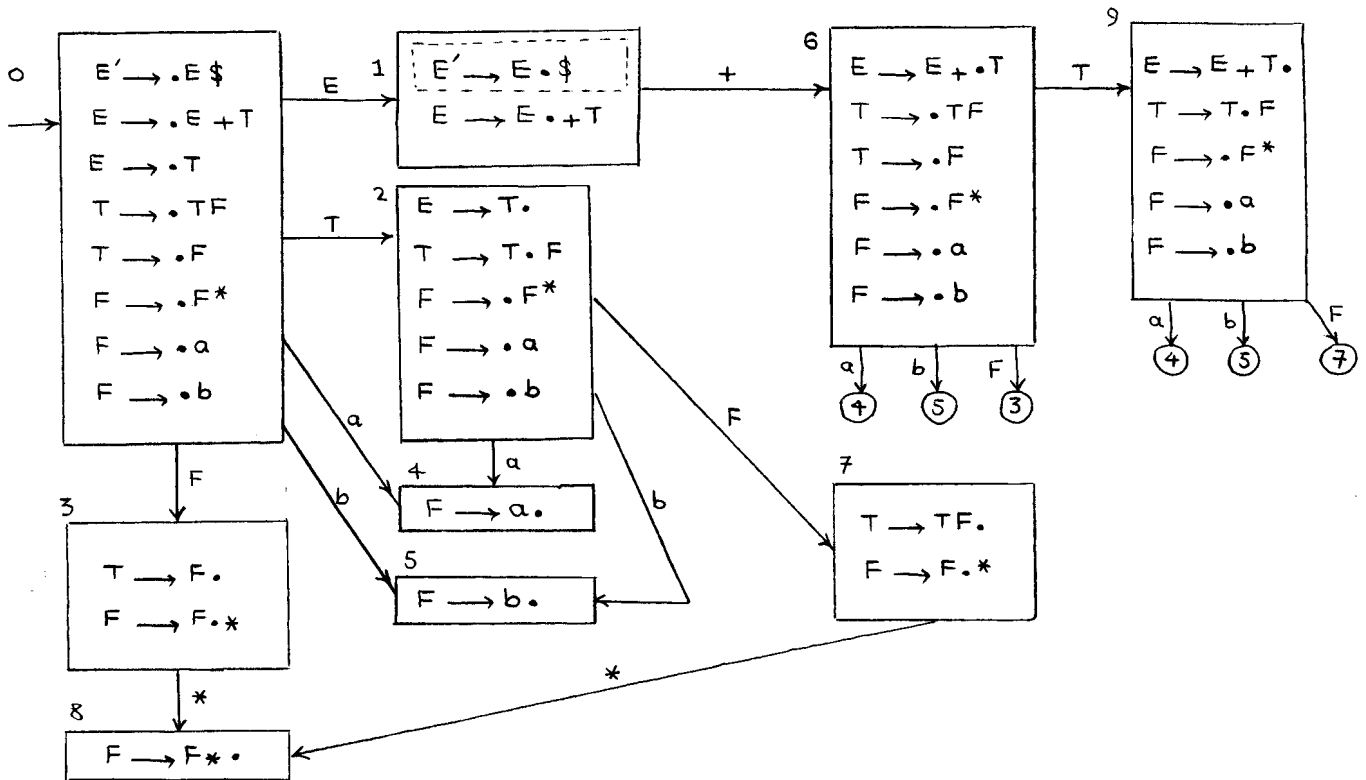 0
E′ → .E$
E → .E+T
E → .T
T → .TF
T → .F
F → .F*
F → .a
F → .b
E
T
a
b
F
1
E′ → E.$
E → E.+T
+
2
E → T.
T → T.F
F → .F*
F → .a
F → .b
a
b
F
3
T → F.
F → F.*
*
4
F → a.
5
F → b.
6
E → E+.T
T → .TF
T → .F
F → .F*
F → .a
F → .b
T
a b F
4 5 3
7
T → TF.
F → F.*
*
8
F → F*.
9
E → E+T.
T → T.F
F → .F*
F → .a
F → .b
a b F
4 5 7